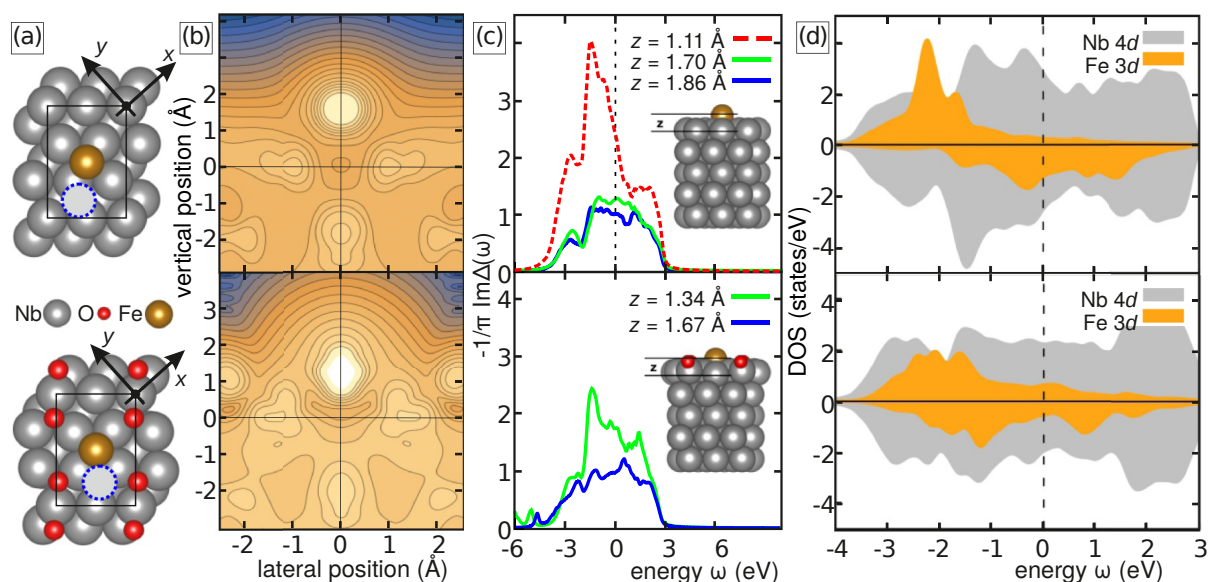 (a)
y
x
Nb O Fe
y
x
(b)
vertical position (Å)
2
1
0
-1
-2
3
2
1
0
-1
-2
-2 -1 0 1 2
lateral position (Å)
(c)
-1/π ImΔ(ω)
z = 1.11 Å
z = 1.70 Å
z = 1.86 Å
z
4
3
2
1
0
z = 1.34 Å
z = 1.67 Å
z
4
3
2
1
0
-6 -3 0 3 6
energy ω (eV)
(d)
DOS (states/eV)
Nb 4d
Fe 3d
4
2
0
-2
-4
Nb 4d
Fe 3d
4
2
0
-2
-4
-4 -3 -2 -1 0 1 2 3
energy ω (eV)